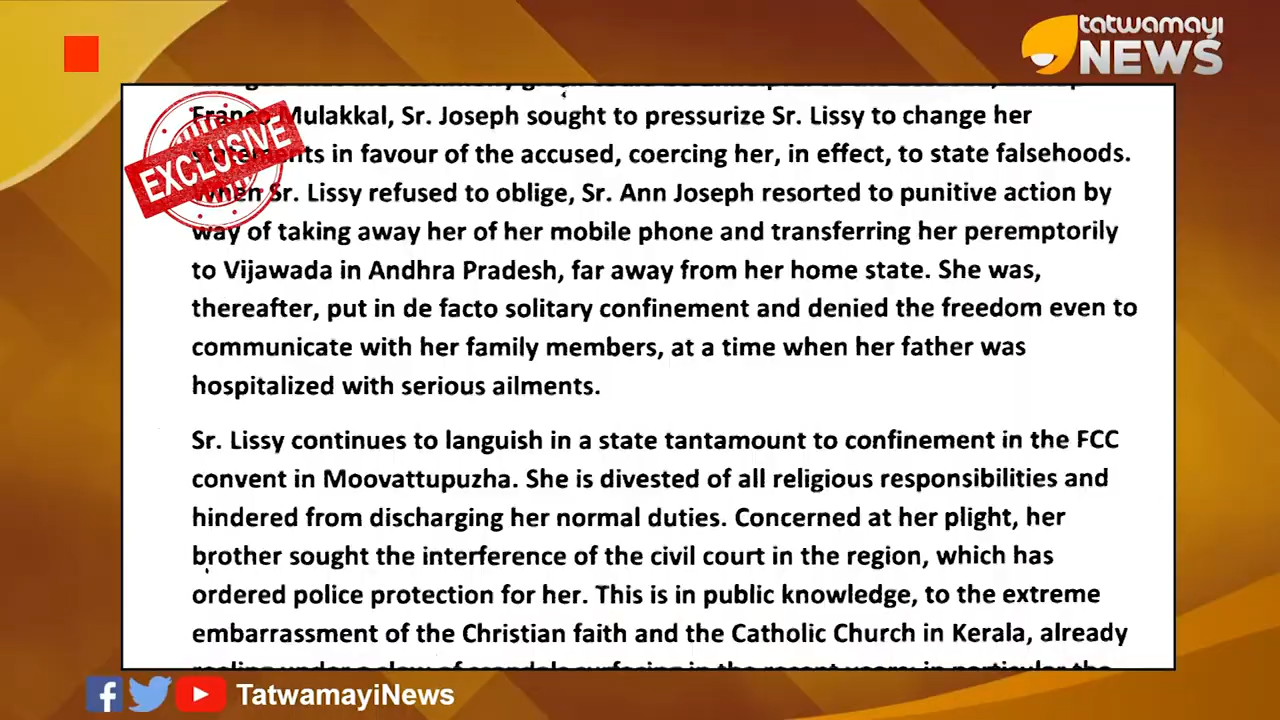 tatwamayi
NEWS
EXCLUSIVE
Franco Mulakkal, Sr. Joseph sought to pressurize Sr. Lissy to change her
statements in favour of the accused, coercing her, in effect, to state falsehoods.
When Sr. Lissy refused to oblige, Sr. Ann Joseph resorted to punitive action by
way of taking away her of her mobile phone and transferring her peremptorily
to Vijawada in Andhra Pradesh, far away from her home state. She was,
thereafter, put in de facto solitary confinement and denied the freedom even to
communicate with her family members, at a time when her father was
hospitalized with serious ailments.
Sr. Lissy continues to languish in a state tantamount to confinement in the FCC
convent in Moovattupuzha. She is divested of all religious responsibilities and
hindered from discharging her normal duties. Concerned at her plight, her
brother sought the interference of the civil court in the region, which has
ordered police protection for her. This is in public knowledge, to the extreme
embarrassment of the Christian faith and the Catholic Church in Kerala, already
TatwamayiNews